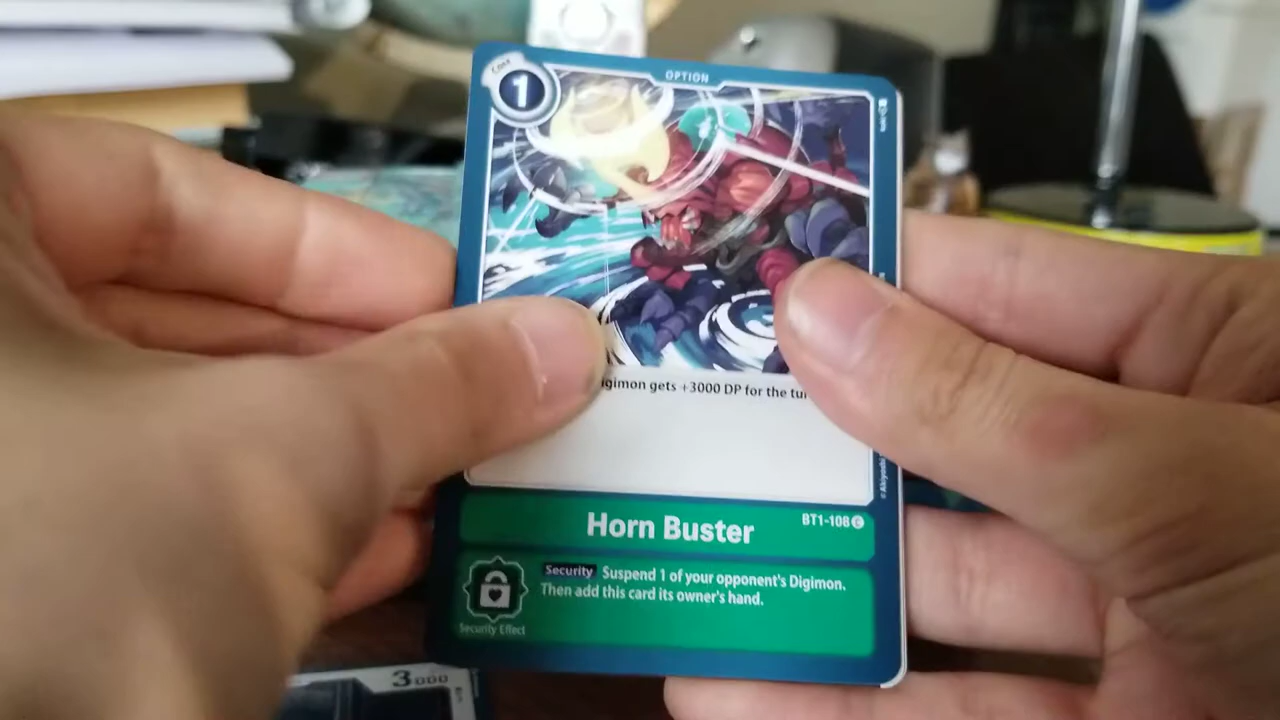 Cost
1
OPTION
igimon gets +3000 DP for the tu
Horn Buster
BT1-108 C
Security Suspend 1 of your opponent's Digimon.
Then add this card its owner's hand.
Security Effect
3000